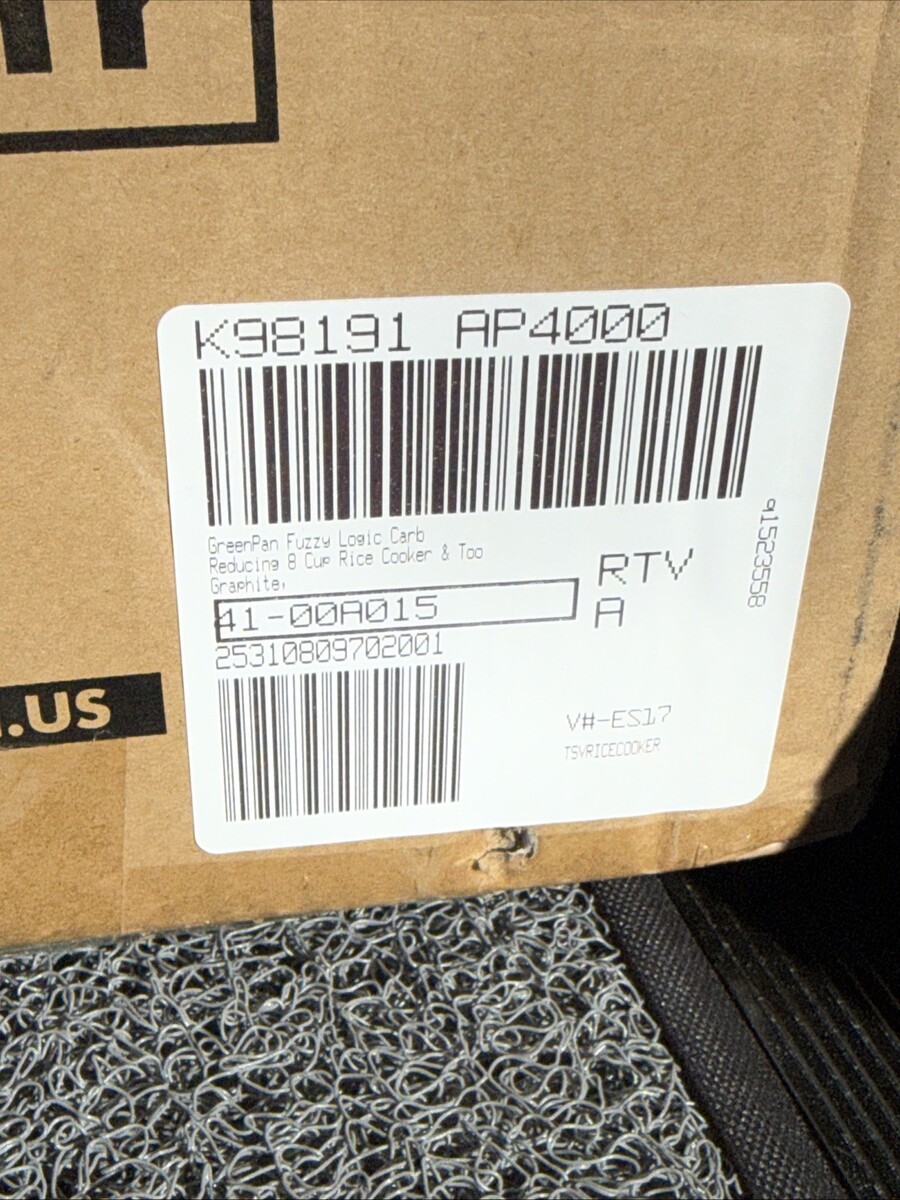 K98191 AP4000
GreenPan Fuzzy Logic Carb
Reducing 8 Cup Rice Cooker & Too
Graphite,
RTV
A
41-00A015
25310809702001
91523558
.US
V#-ES17
TSVRICECOOKER